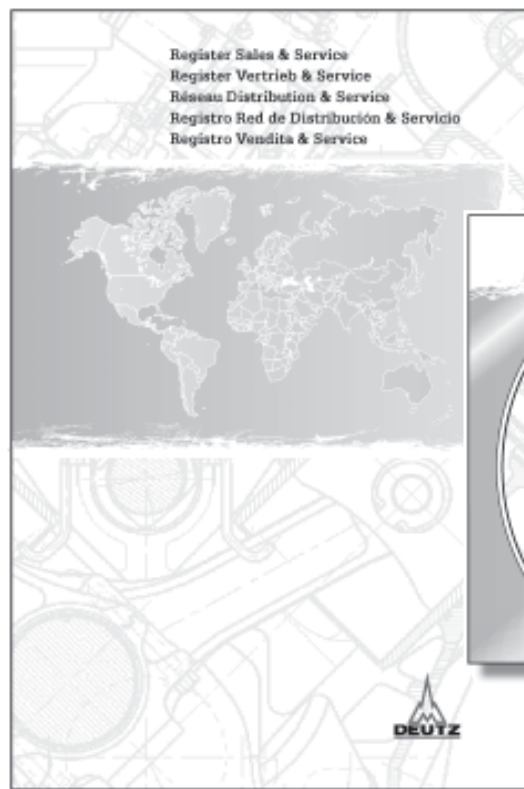 Register Sales & Service
Register Vertrieb & Service
Réseau Distribution & Service
Registro Red de Distribución & Servicio
Registro Vendita & Service
DEUTZ